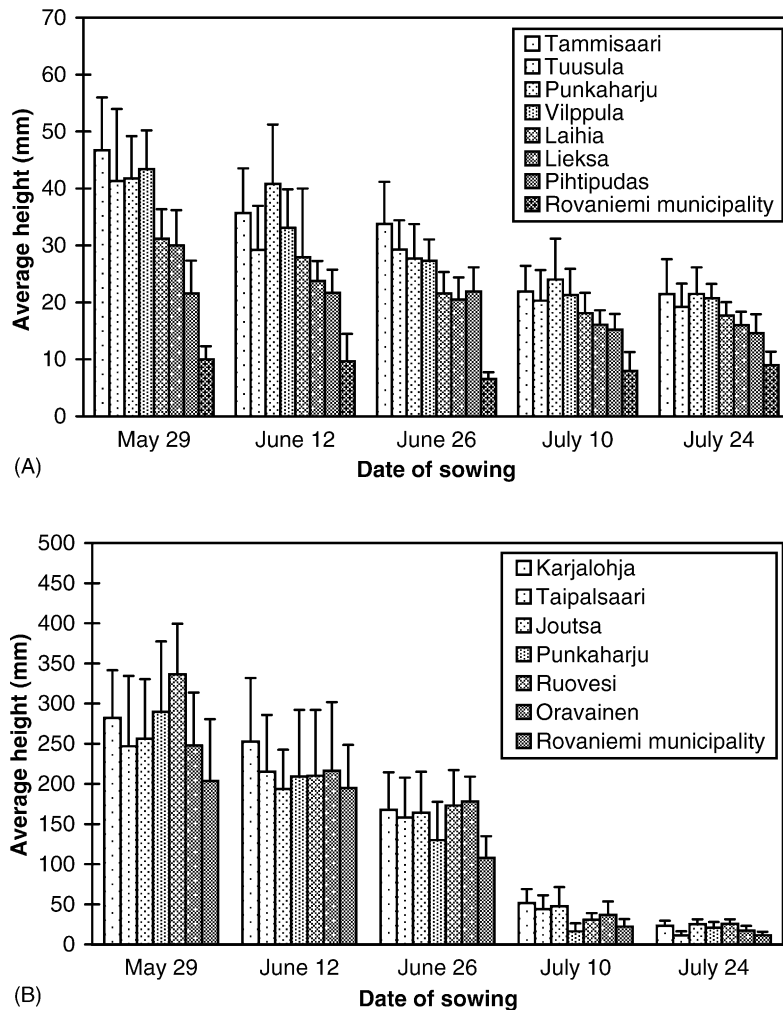 70
60
50
40
30
20
10
0
Average height (mm)
Tammisaari
Tuusula
Punkaharju
Vilppula
Laihia
Lieksa
Pihtipudas
Rovaniemi municipality
May 29 June 12 June 26 July 10 July 24
(A)
Date of sowing
500
450
400
350
300
250
200
150
100
50
0
Average height (mm)
Karjalohja
Taipalsaari
Joutsa
Punkaharju
Ruovesi
Oravainen
Rovaniemi municipality
May 29 June 12 June 26 July 10 July 24
(B)
Date of sowing